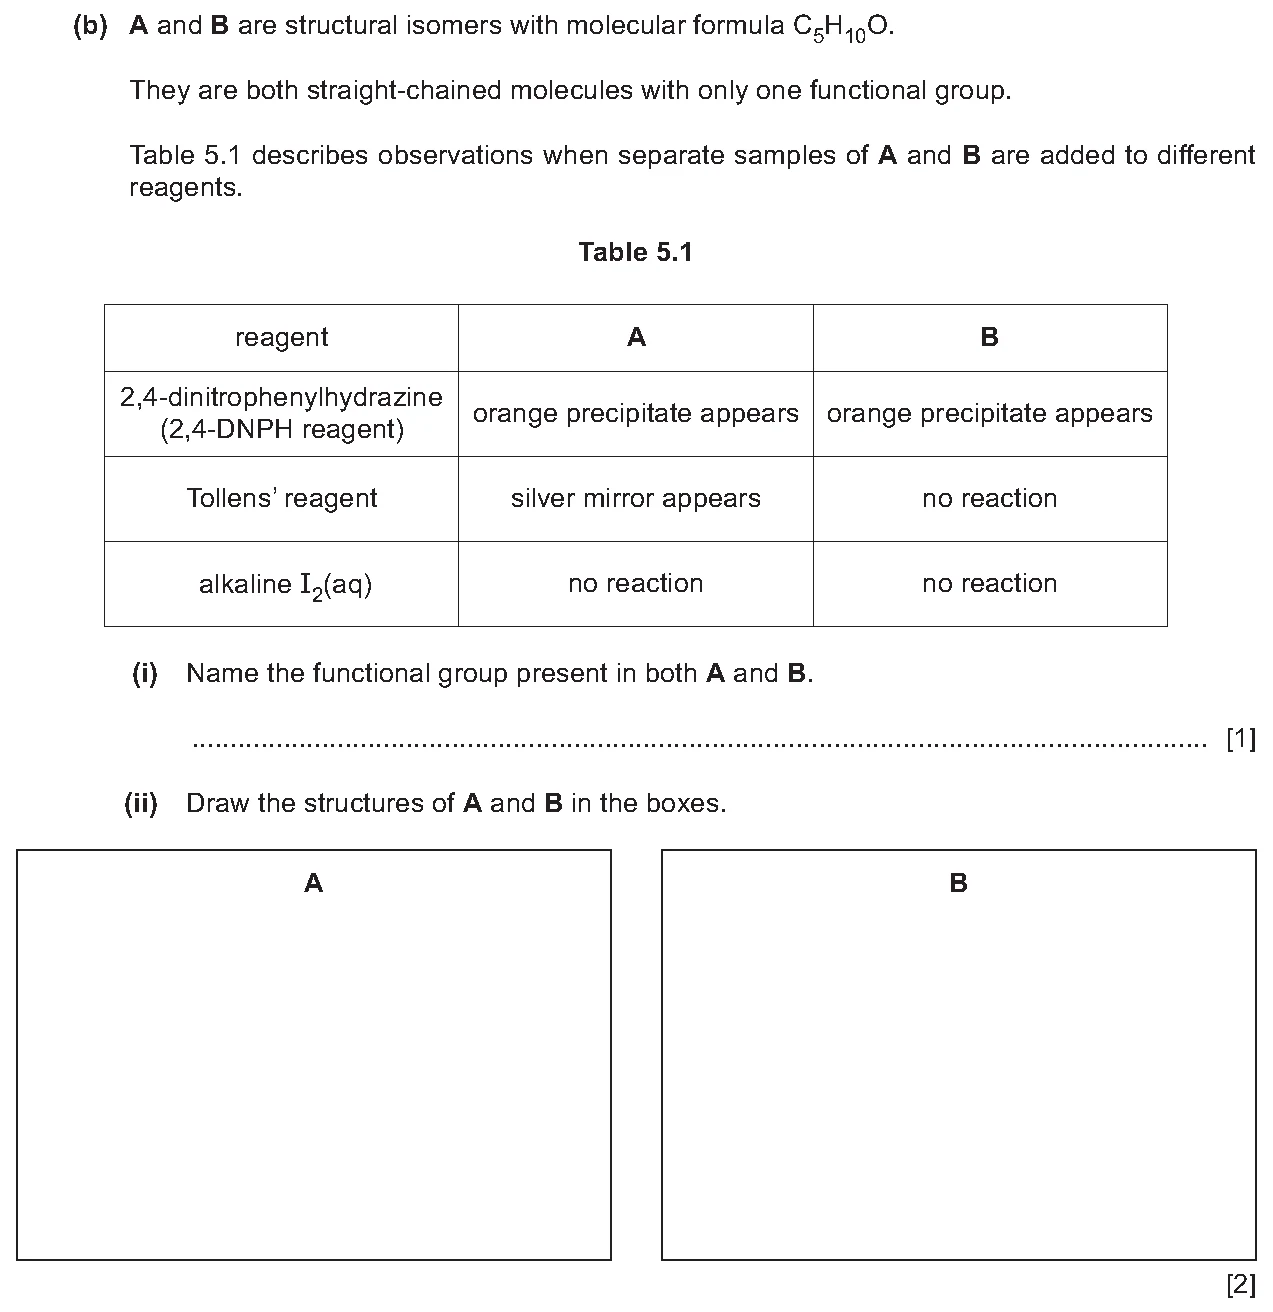 (b) A and B are structural isomers with molecular formula C₅H₁₀O.
They are both straight-chained molecules with only one functional group.
Table 5.1 describes observations when separate samples of A and B are added to different
reagents.
Table 5.1
reagent A B
2,4-dinitrophenylhydrazine
(2,4-DNPH reagent) orange precipitate appears orange precipitate appears
Tollens’ reagent silver mirror appears no reaction
alkaline I₂(aq) no reaction no reaction
(i) Name the functional group present in both A and B.
.......................................................................................................................... [1]
(ii) Draw the structures of A and B in the boxes.
A B
[2]